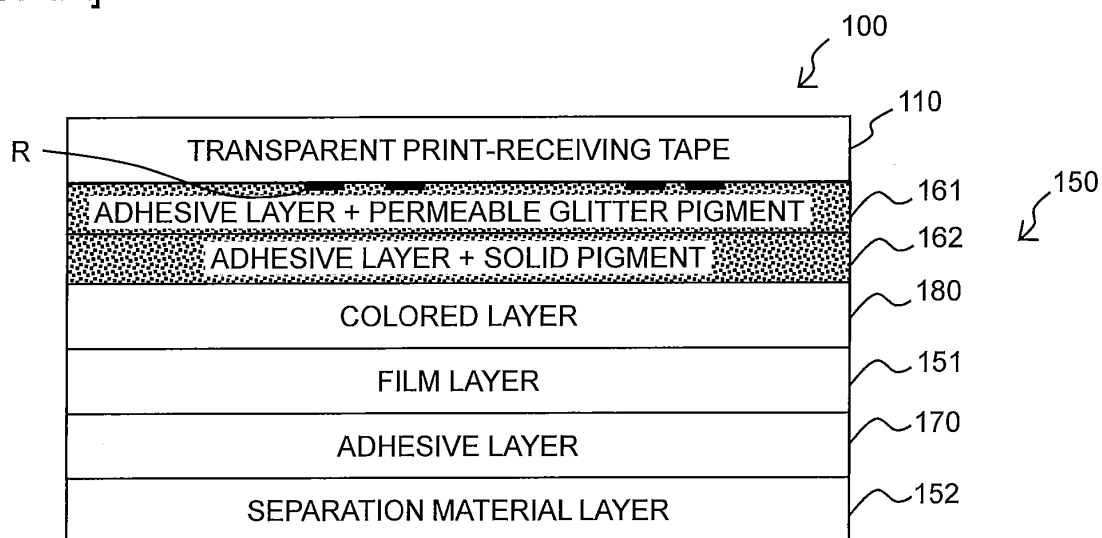 100
110
TRANSPARENT PRINT-RECEIVING TAPE
R
161
150
ADHESIVE LAYER + PERMEABLE GLITTER PIGMENT
162
ADHESIVE LAYER + SOLID PIGMENT
180
COLORED LAYER
151
FILM LAYER
170
ADHESIVE LAYER
152
SEPARATION MATERIAL LAYER